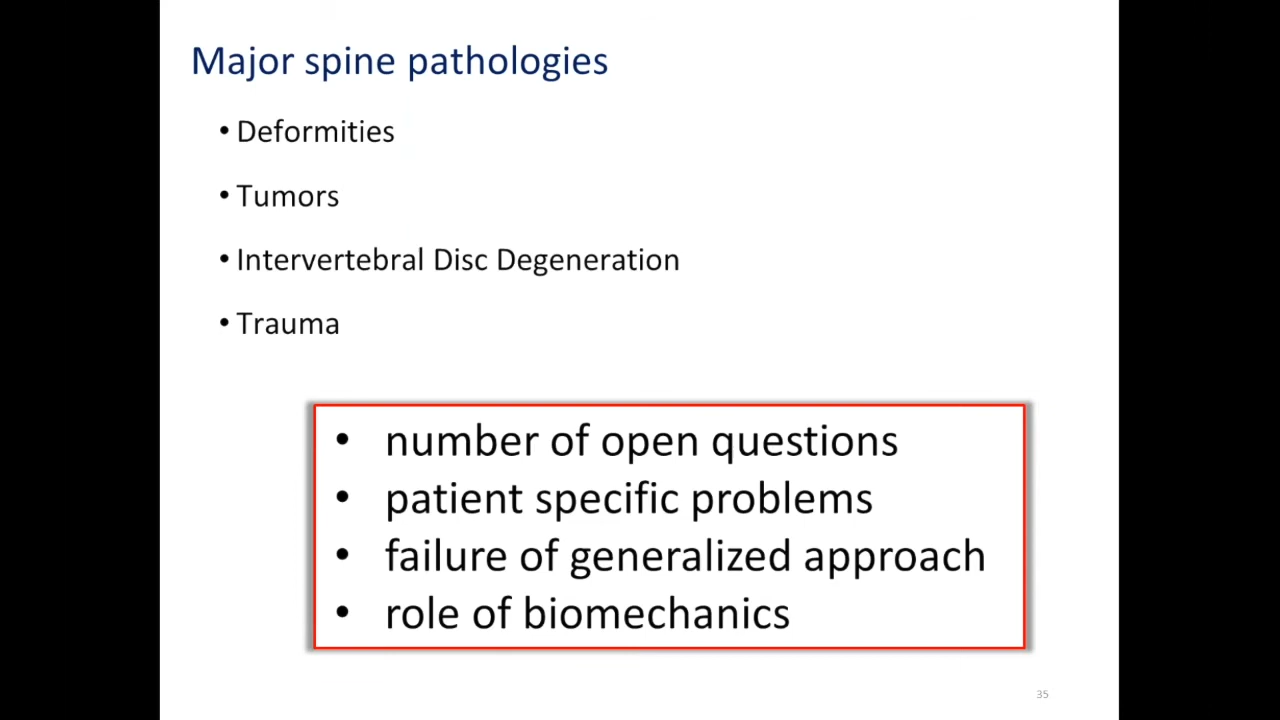 Major spine pathologies
• Deformities
• Tumors
• Intervertebral Disc Degeneration
• Trauma
• number of open questions
• patient specific problems
• failure of generalized approach
• role of biomechanics
35